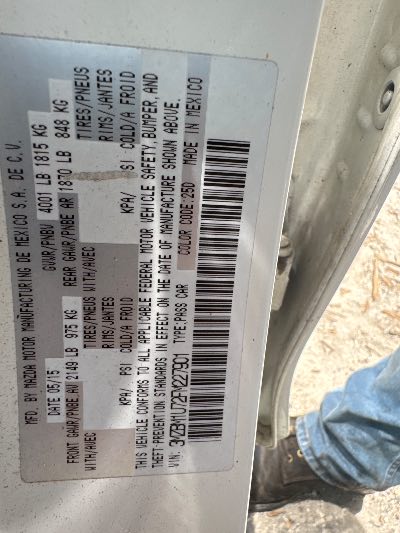 MFD. BY MAZDA MOTOR MANUFACTURING DE MEXICO S.A. DE C.V.
DATE 05/15 GAWR/PNBV 4001 LB 1815 KG
FRONT GAWR/PNBE AV 2149 LB 975 KG REAR GAWR/PNBE AR 1870 LB 848 KG
WITH/AVEC TIRES/PNEUS WITH/AVEC TIRES/PNEUS
RIMS/JANTES RIMS/JANTES
KPA/ PSI COLD/A FROID KPA/ PSI COLD/A FROID
THIS VEHICLE CONFORMS TO ALL APPLICABLE FEDERAL MOTOR VEHICLE SAFETY, BUMPER, AND
THEFT PREVENTION STANDARDS IN EFFECT ON THE DATE OF MANUFACTURE SHOWN ABOVE.
VIN: TYPE:PASS CAR COLOR CODE:25D MADE IN MEXICO